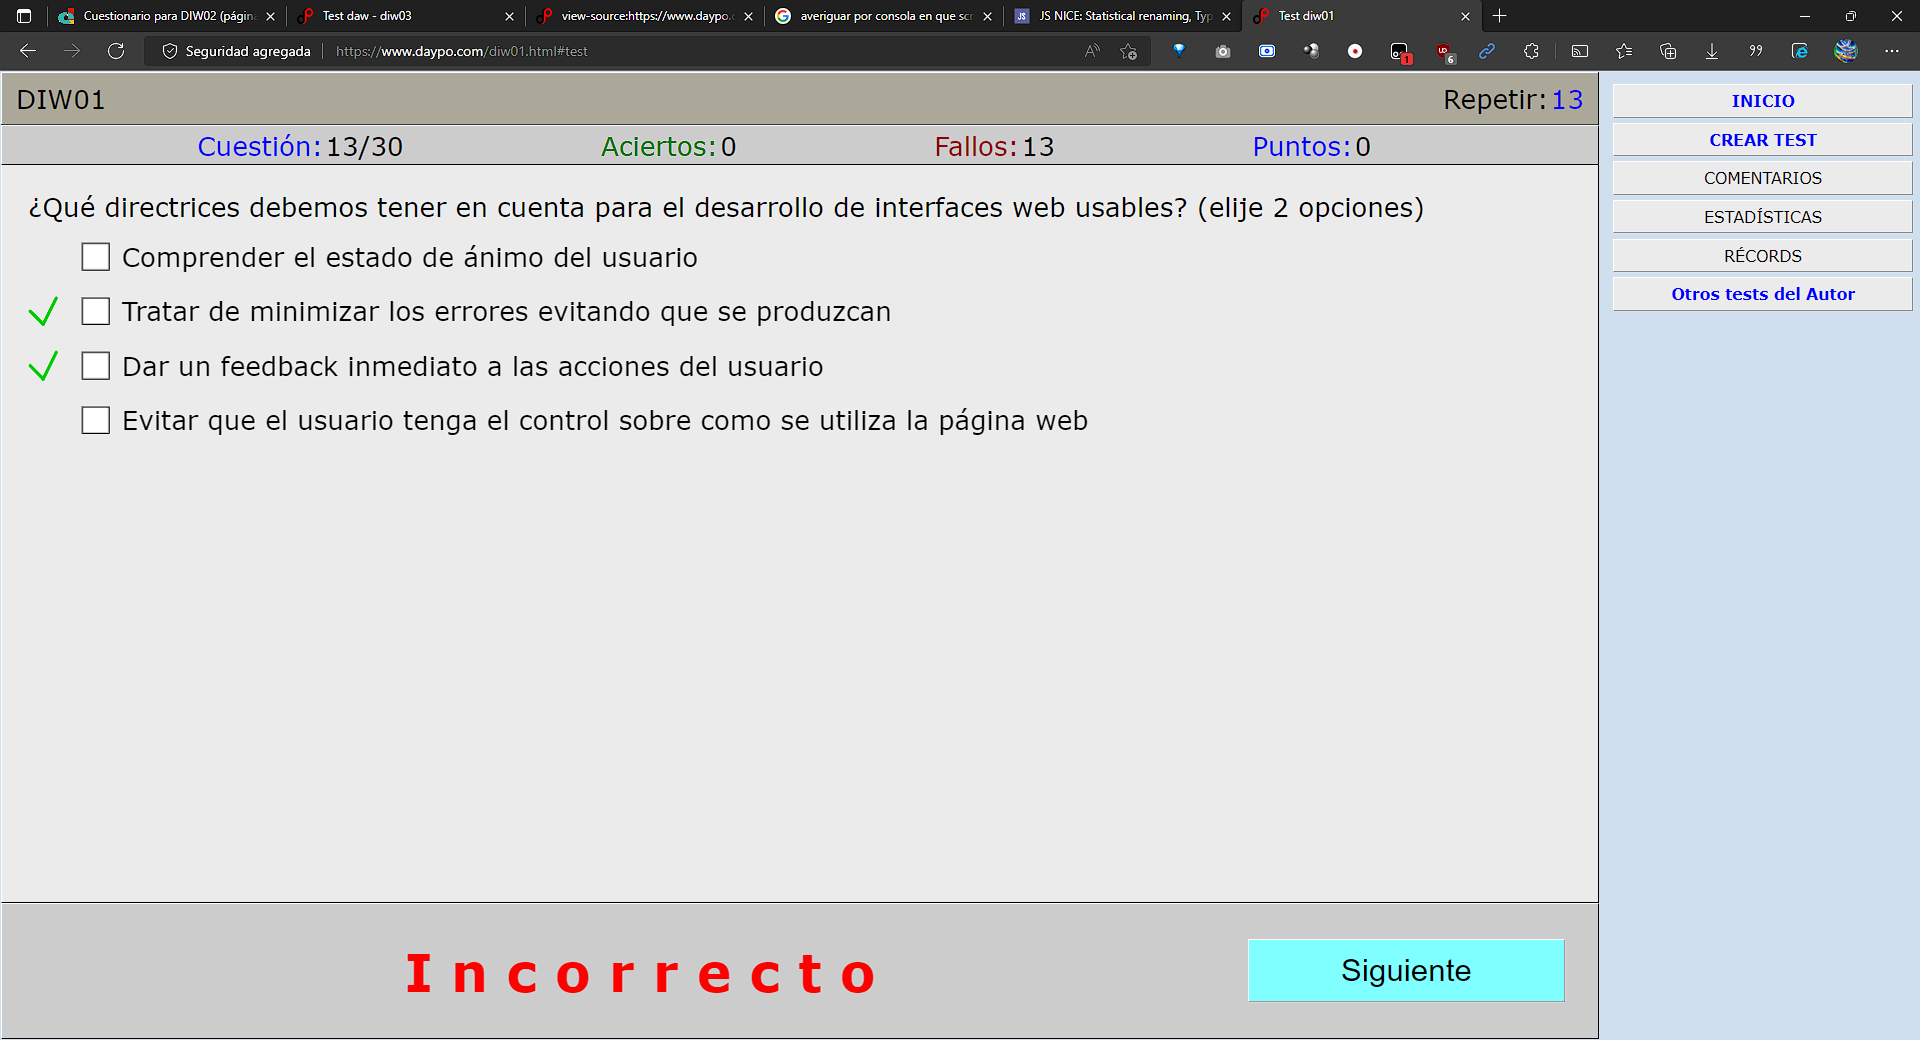 Cuestionario para DIW02 (página
Test daw - diw03
view-source:https://www.daypo.c
averiguar por consola en que scr
JS
JS NICE: Statistical renaming, Typ
Test diw01
Seguridad agregada
https://www.daypo.com/diw01.html#test
1
6
DIW01
Repetir: 13
Cuestión: 13/30
Aciertos: 0
Fallos: 13
Puntos: 0
¿Qué directrices debemos tener en cuenta para el desarrollo de interfaces web usables? (elije 2 opciones)
Comprender el estado de ánimo del usuario
Tratar de minimizar los errores evitando que se produzcan
Dar un feedback inmediato a las acciones del usuario
Evitar que el usuario tenga el control sobre como se utiliza la página web
Incorrecto
Siguiente
INICIO
CREAR TEST
COMENTARIOS
ESTADÍSTICAS
RÉCORDS
Otros tests del Autor